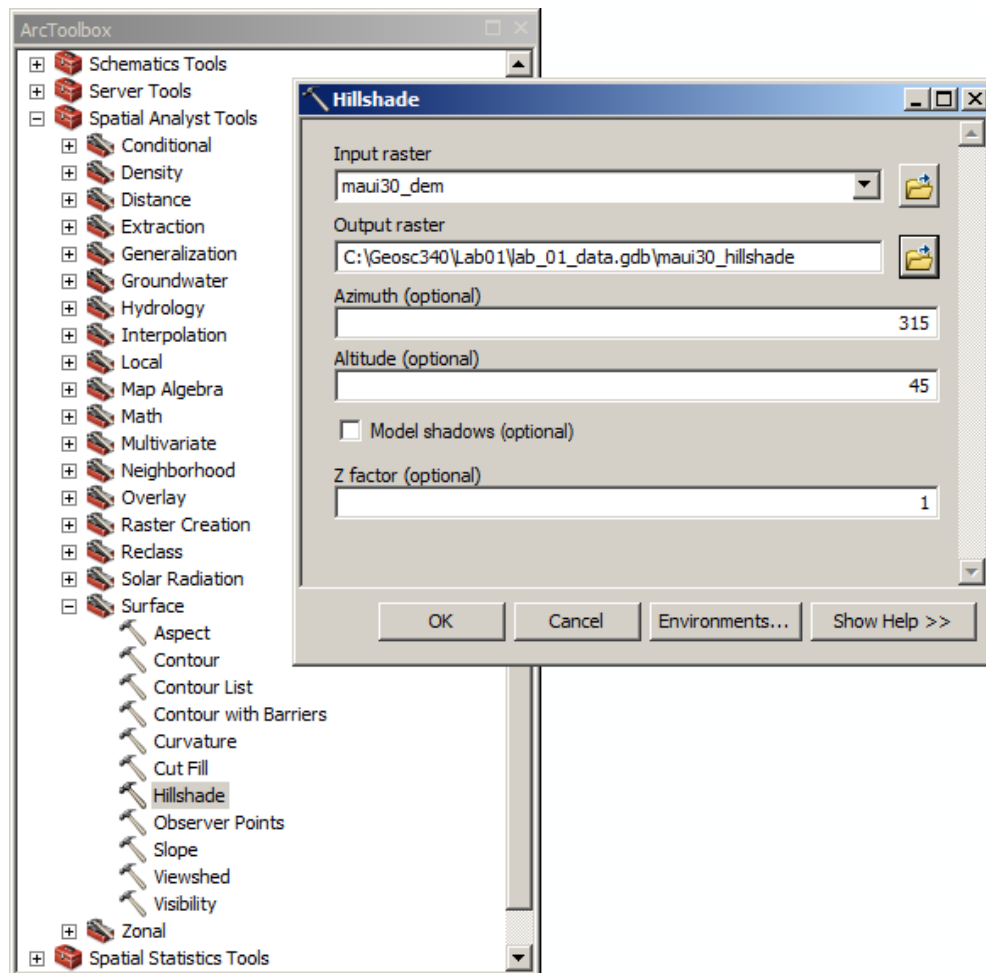 ArcToolbox
Schematics Tools
Server Tools
Spatial Analyst Tools
Conditional
Density
Distance
Extraction
Generalization
Groundwater
Hydrology
Interpolation
Local
Map Algebra
Math
Multivariate
Neighborhood
Overlay
Raster Creation
Reclass
Solar Radiation
Surface
Aspect
Contour
Contour List
Contour with Barriers
Curvature
Cut Fill
Hillshade
Observer Points
Slope
Viewshed
Visibility
Zonal
Spatial Statistics Tools
Hillshade
Input raster
maui30_dem
Output raster
C:\Geosc340\Lab01\lab_01_data.gdb\maui30_hillshade
Azimuth (optional)
315
Altitude (optional)
45
Model shadows (optional)
Z factor (optional)
1
OK Cancel Environments... Show Help >>